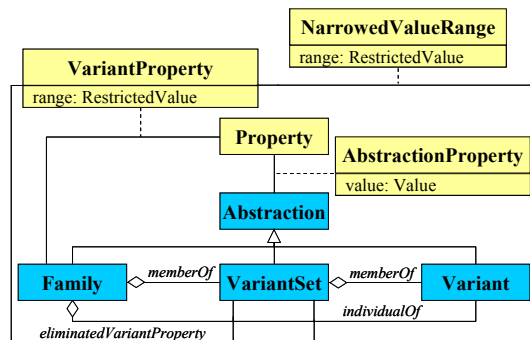 NarrowedValueRange
range: RestrictedValue
VariantProperty
range: RestrictedValue
Property
AbstractionProperty
value: Value
Abstraction
Family
memberOf
VariantSet
memberOf
Variant
individualOf
eliminatedVariantProperty